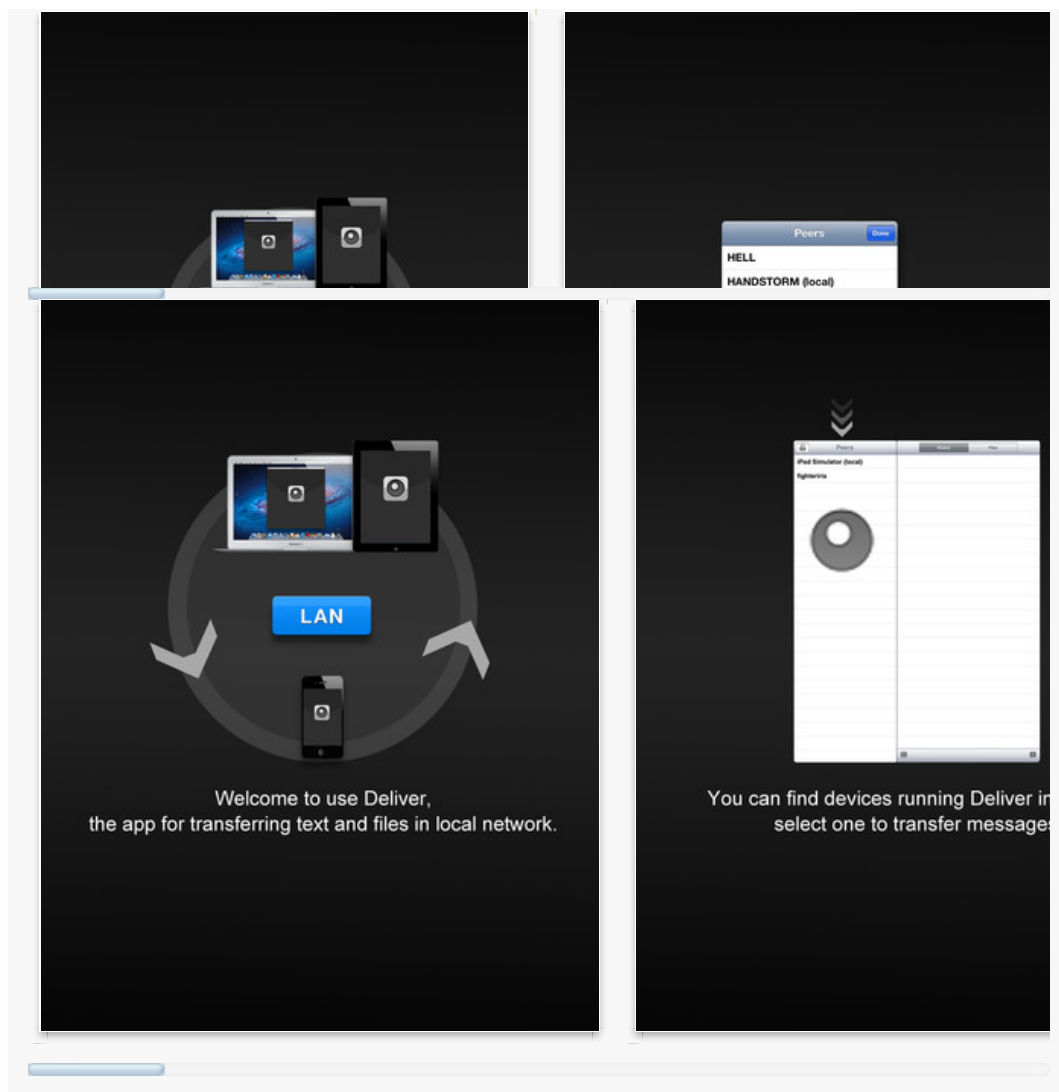 Peers
Done
HELL
HANDSTORM (local)
LAN
Welcome to use Deliver,
the app for transferring text and files in local network.
Peers
iPad Simulator (local)
fighteriris
You can find devices running Deliver in
select one to transfer messages